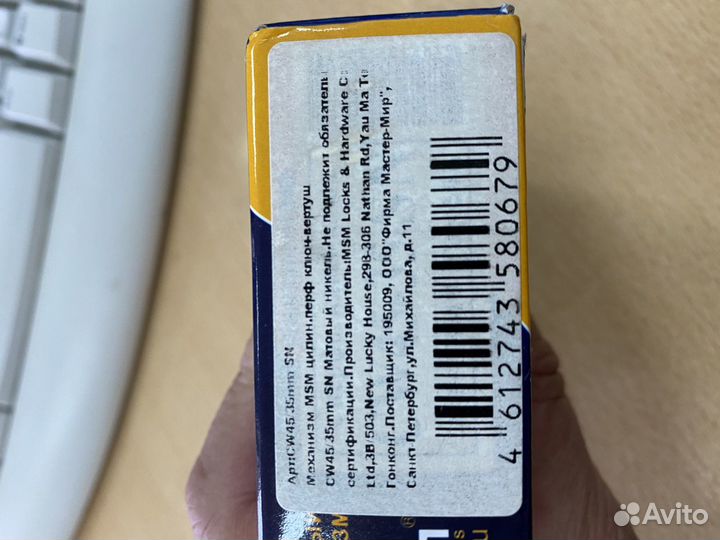 Арт:CW45/35mm SN
Механизм MSM цилин.перф ключ-вертуш
CW45/35mm SN Матовый никель.Не подлежит обязатель
сертификации.Производитель:MSM Locks & Hardware Co
Ltd,3B/503,New Lucky House,298-306 Nathan Rd,Yau Ma Te
Гонконг.Поставщик: 195009, ООО"Фирма Мастер-Мир",
Санкт-Петербург,ул.Михайлова, д.11
4 612743 580679
Avito